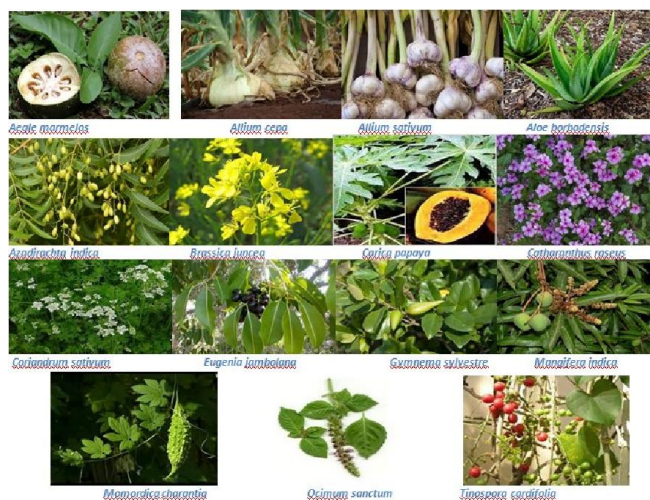 Aegle marmelos
Allium cepa
Allium sativum
Aloe borbadensis
Azadirachta indica
Brassica juncea
Carica papaya
Catharanthus roseus
Coriandrum sativum
Eugenia jambolana
Gymnema sylvestre
Mangifera indica
Momordica charantia
Ocimum sanctum
Tinospora cordifolia